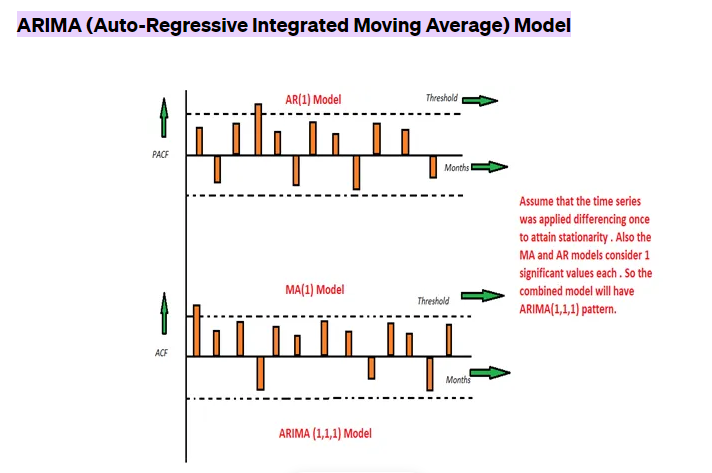 ARIMA (Auto-Regressive Integrated Moving Average) Model
AR(1) Model
Threshold
PACF
Months
Assume that the time series
was applied differencing once
to attain stationarity . Also the
MA and AR models consider 1
significant values each . So the
combined model will have
ARIMA(1,1,1) pattern.
MA(1) Model
Threshold
ACF
Months
ARIMA (1,1,1) Model